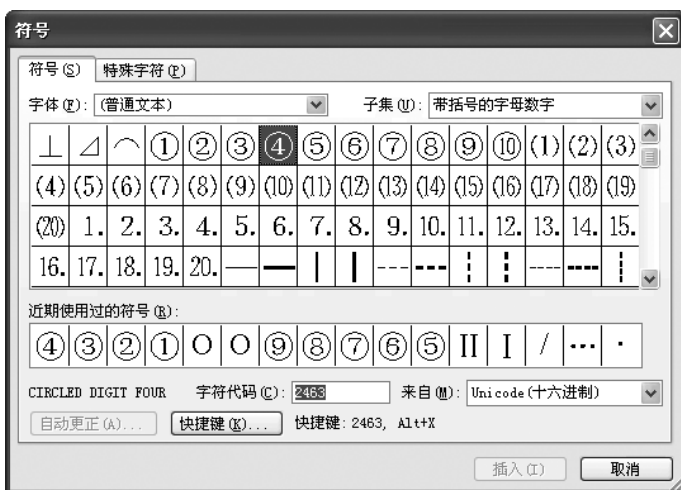 符号
符号(S) 特殊字符(P)
字体(F): (普通文本) 子集(U): 带括号的字母数字
⊥ ⊿ ⌒ ① ② ③ ④ ⑤ ⑥ ⑦ ⑧ ⑨ ⑩ ⑴ ⑵ ⑶
⑷ ⑸ ⑹ ⑺ ⑻ ⑼ ⑽ ⑾ ⑿ ⒀ ⒁ ⒂ ⒃ ⒄ ⒅ ⒆
⒇ ⒈ ⒉ ⒊ ⒋ ⒌ ⒍ ⒎ ⒏ ⒐ ⒑ ⒒ ⒓ ⒔ ⒕ ⒖
⒗ ⒘ ⒙ ⒚ ⒛ ─ ━ │ ┃ ┄ ┅ ┆ ┇ ┈ ┉ ┊
近期使用过的符号(R):
④ ③ ② ① O O ⑨ ⑧ ⑦ ⑥ ⑤ II I / … ·
CIRCLED DIGIT FOUR 字符代码(C): 2463 来自(M): Unicode(十六进制)
自动更正(A)... 快捷键(K)... 快捷键: 2463, Alt+X
插入(I) 取消